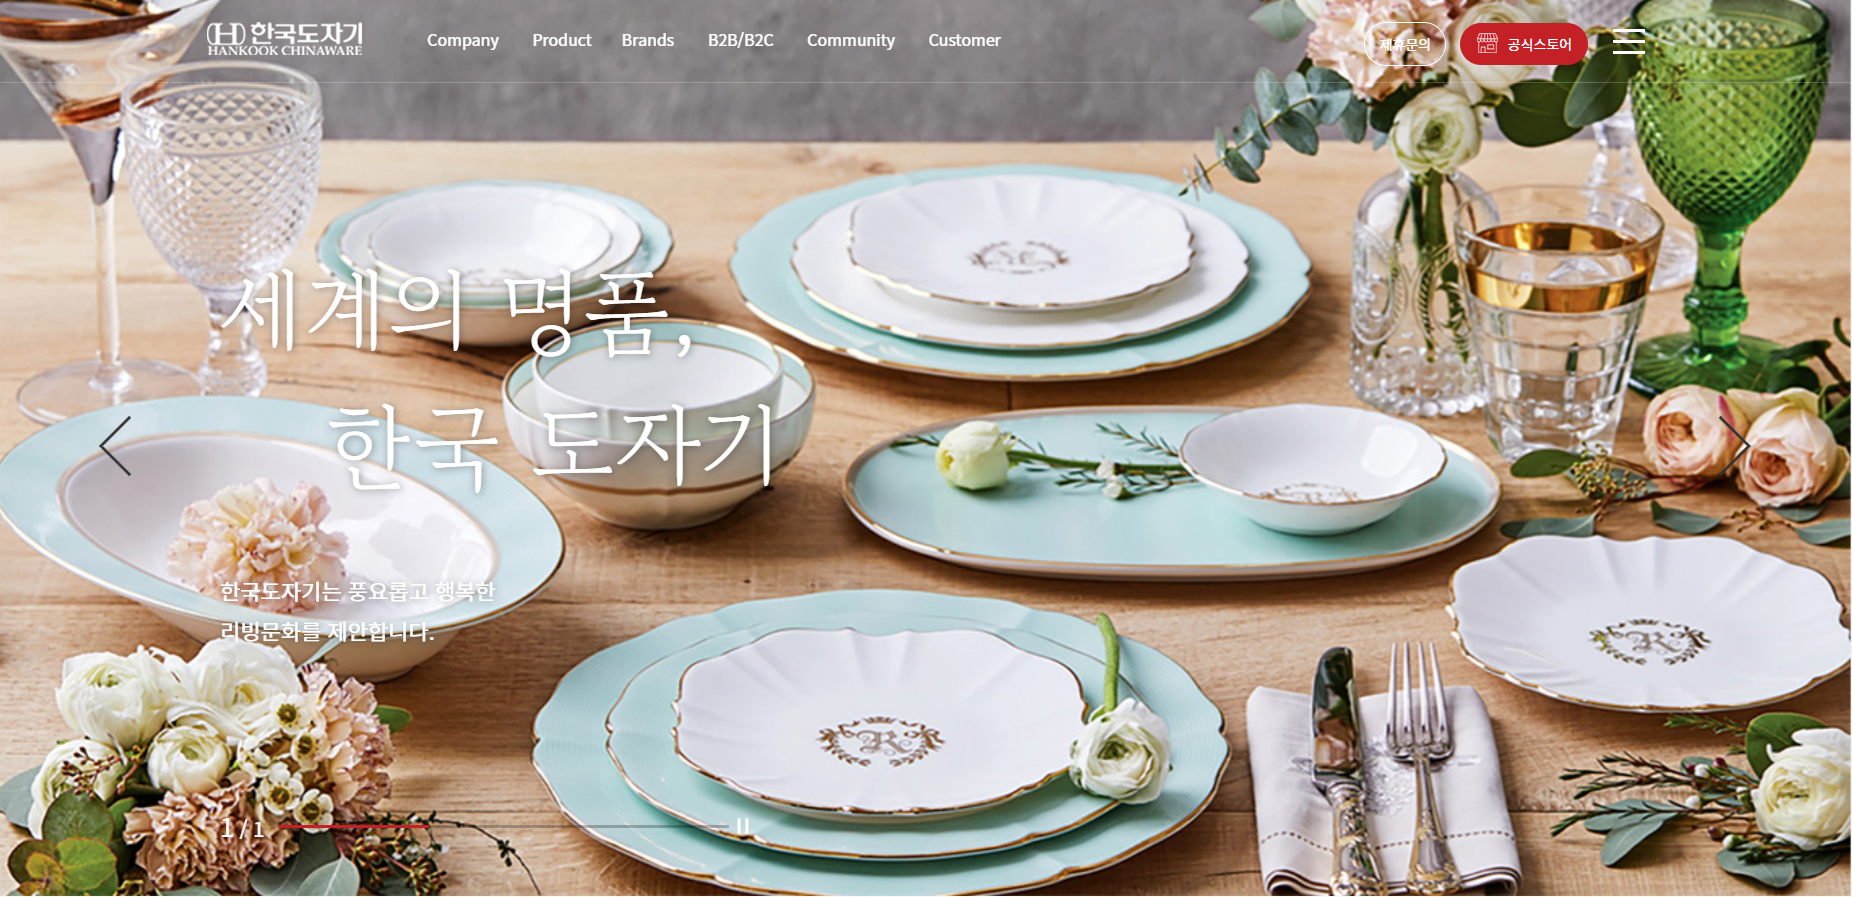 한국도자기
HANKOOK CHINAWARE
Company Product Brands B2B/B2C Community Customer
제휴문의
공식스토어
세계의 명품,
한국 도자기
한국도자기는 풍요롭고 행복한
리빙문화를 제안합니다.
1 / 1